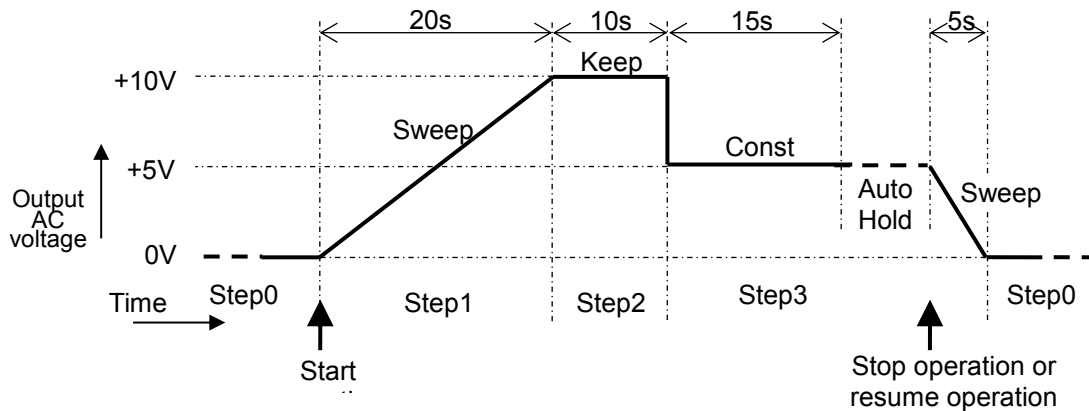 20s 10s 15s 5s
Keep
+10V
Sweep
Const
+5V
Output
AC
voltage
Auto
Hold
Sweep
0V
Time
Step0 Step1 Step2 Step3 Step0
Start
Stop operation or
resume operation